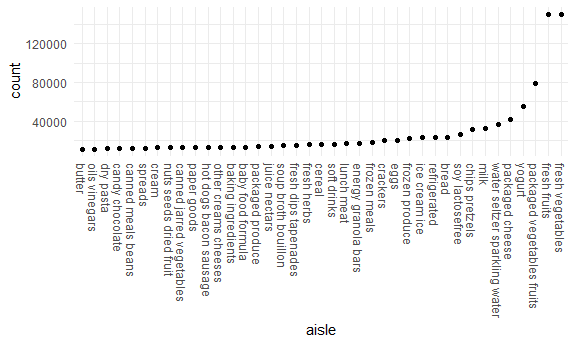 120000
count
40000
butter
oils vinegars
dry pasta
candy chocolate
canned meals beans
spreads
cream
nuts seeds dried fruit
canned jarred vegetables
paper goods
hot dogs bacon sausage
other creams cheeses
baking ingredients
baby food formula
packaged produce
juice nectars
soup broth bouillon
fresh dips tapenades
fresh herbs
cereal
soft drinks
lunch meat
energy granola bars
frozen meals
crackers
eggs
frozen produce
ice cream ice
refrigerated
bread
soy lactosefree
chips pretzels
milk
water seltzer sparkling water
packaged cheese
yogurt
packaged vegetables fruits
fresh fruits
fresh vegetables
aisle